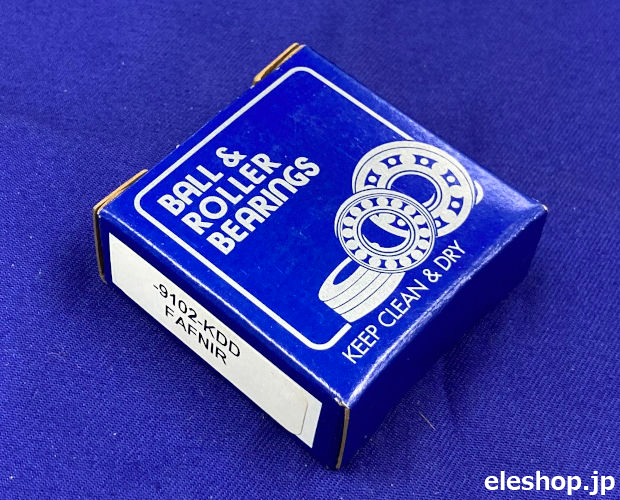 BALL &
ROLLER
BEARINGS
KEEP CLEAN & DRY
-9102-KDD
FAFNIR
eleshop.jp